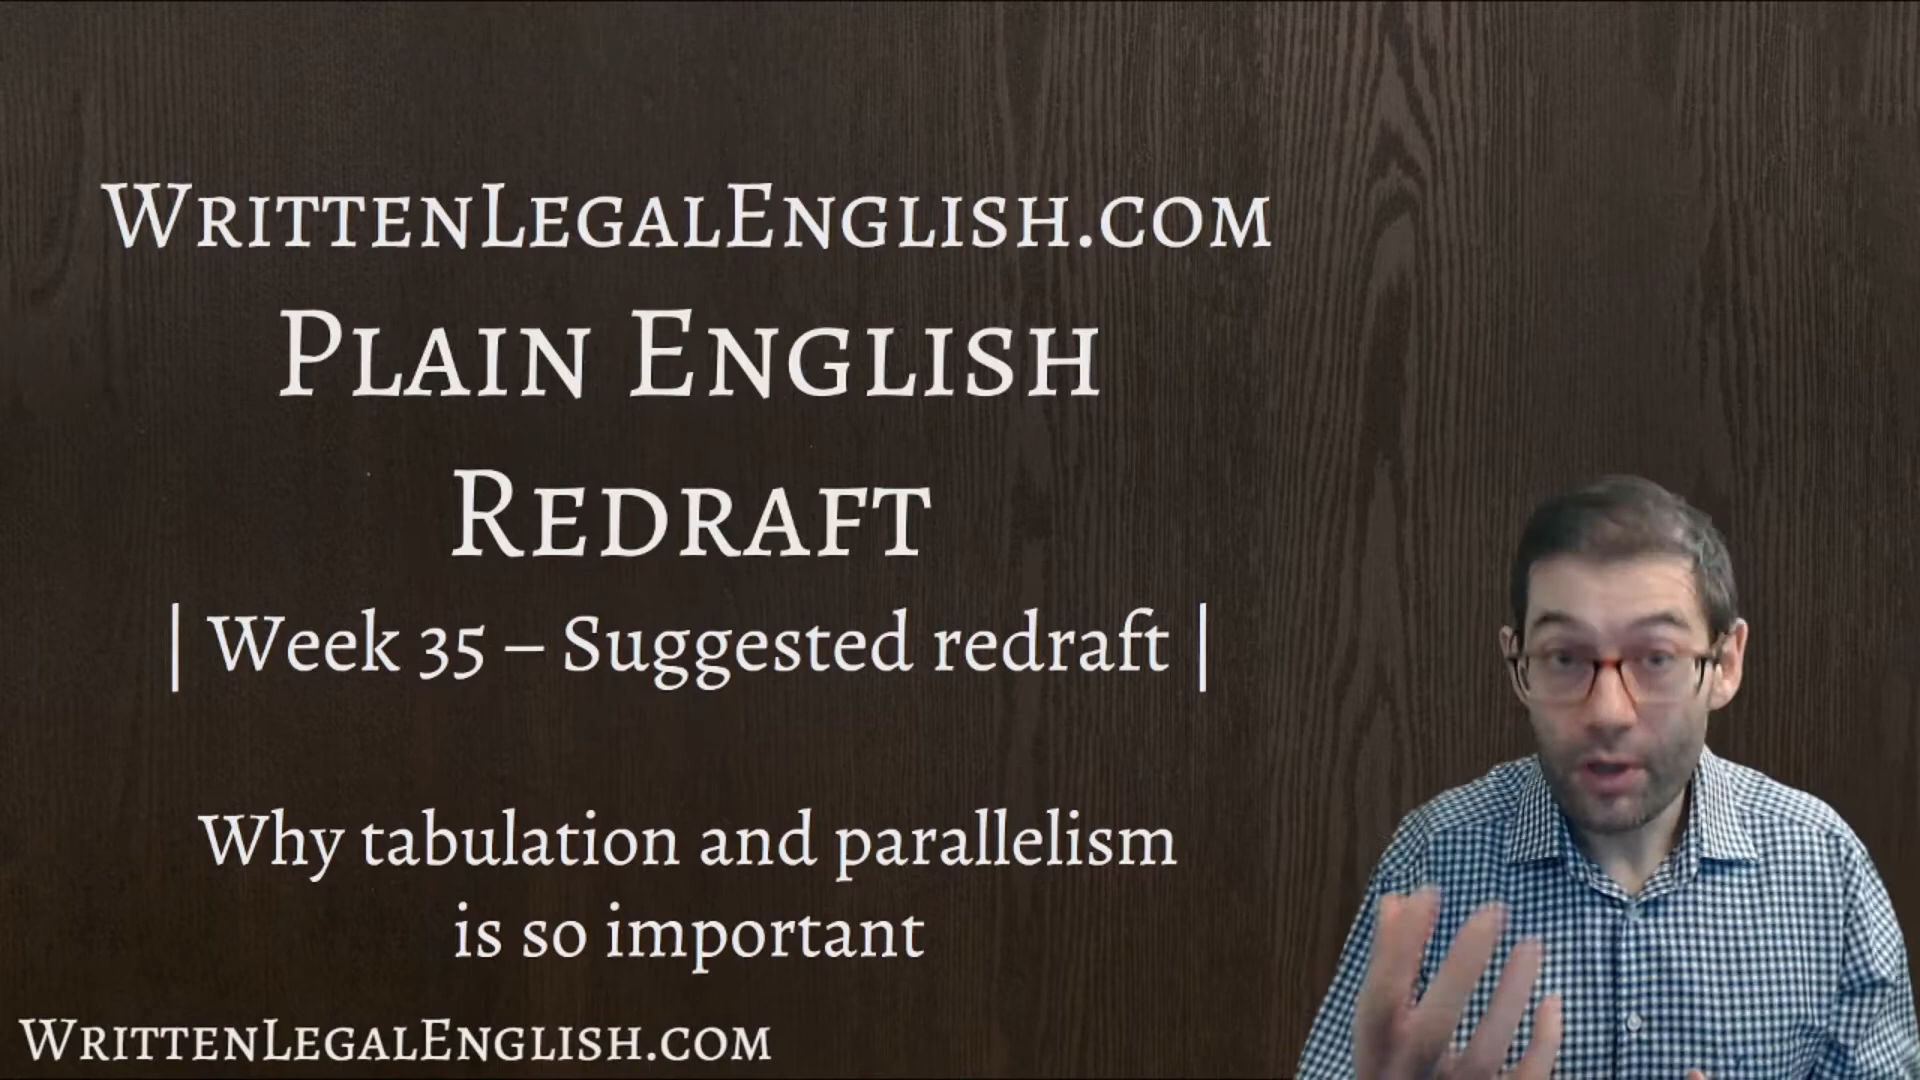 WrittenLegalEnglish.com
Plain English
Redraft
| Week 35 – Suggested redraft |
Why tabulation and parallelism
is so important
WrittenLegalEnglish.com